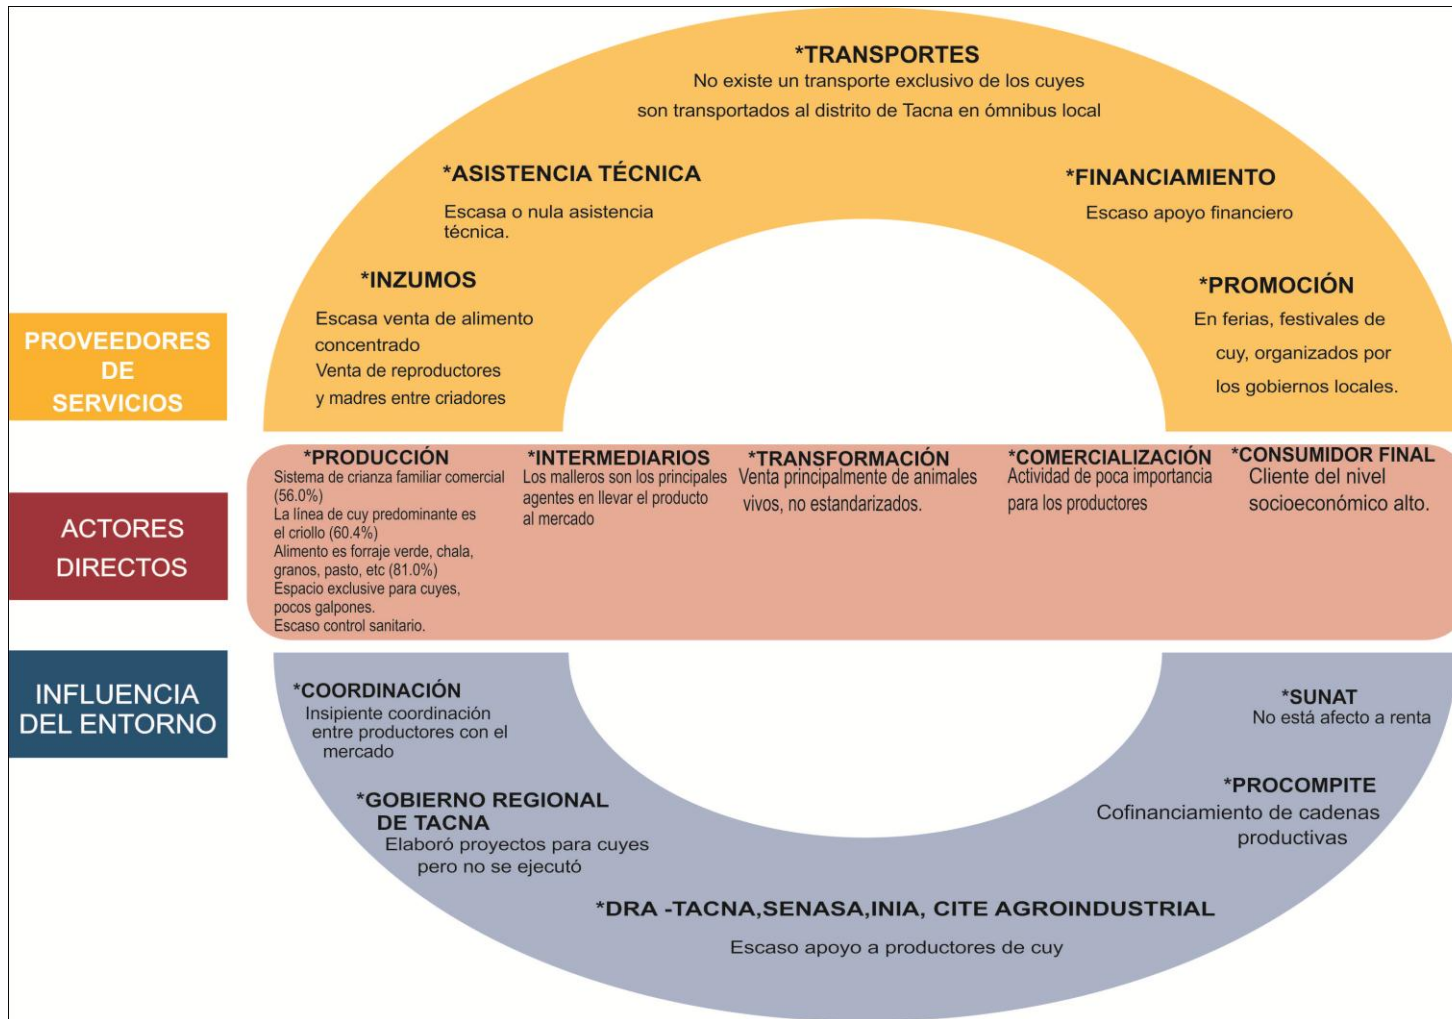 *TRANSPORTES
No existe un transporte exclusivo de los cuyes
son transportados al distrito de Tacna en ómnibus local
*ASISTENCIA TÉCNICA
Escasa o nula asistencia
técnica.
*FINANCIAMIENTO
Escaso apoyo financiero
*INZUMOS
Escasa venta de alimento
concentrado
Venta de reproductores
y madres entre criadores
*PROMOCIÓN
En ferias, festivales de
cuy, organizados por
los gobiernos locales.
PROVEEDORES
DE
SERVICIOS
ACTORES
DIRECTOS
*PRODUCCIÓN
Sistema de crianza familiar comercial
(56.0%)
La línea de cuy predominante es
el criollo (60.4%)
Alimento es forraje verde, chala,
granos, pasto, etc (81.0%)
Espacio exclusive para cuyes,
pocos galpones.
Escaso control sanitario.
*INTERMEDIARIOS
Los malleros son los principales
agentes en llevar el producto
al mercado
*TRANSFORMACIÓN
Venta principalmente de animales
vivos, no estandarizados.
*COMERCIALIZACIÓN
Actividad de poca importancia
para los productores
*CONSUMIDOR FINAL
Cliente del nivel
socioeconómico alto.
INFLUENCIA
DEL ENTORNO
*COORDINACIÓN
Insipiente coordinación
entre productores con el
mercado
*GOBIERNO REGIONAL
DE TACNA
Elaboró proyectos para cuyes
pero no se ejecutó
*DRA -TACNA,SENASA,INIA, CITE AGROINDUSTRIAL
Escaso apoyo a productores de cuy
*SUNAT
No está afecto a renta
*PROCOMPITE
Cofinanciamiento de cadenas
productivas